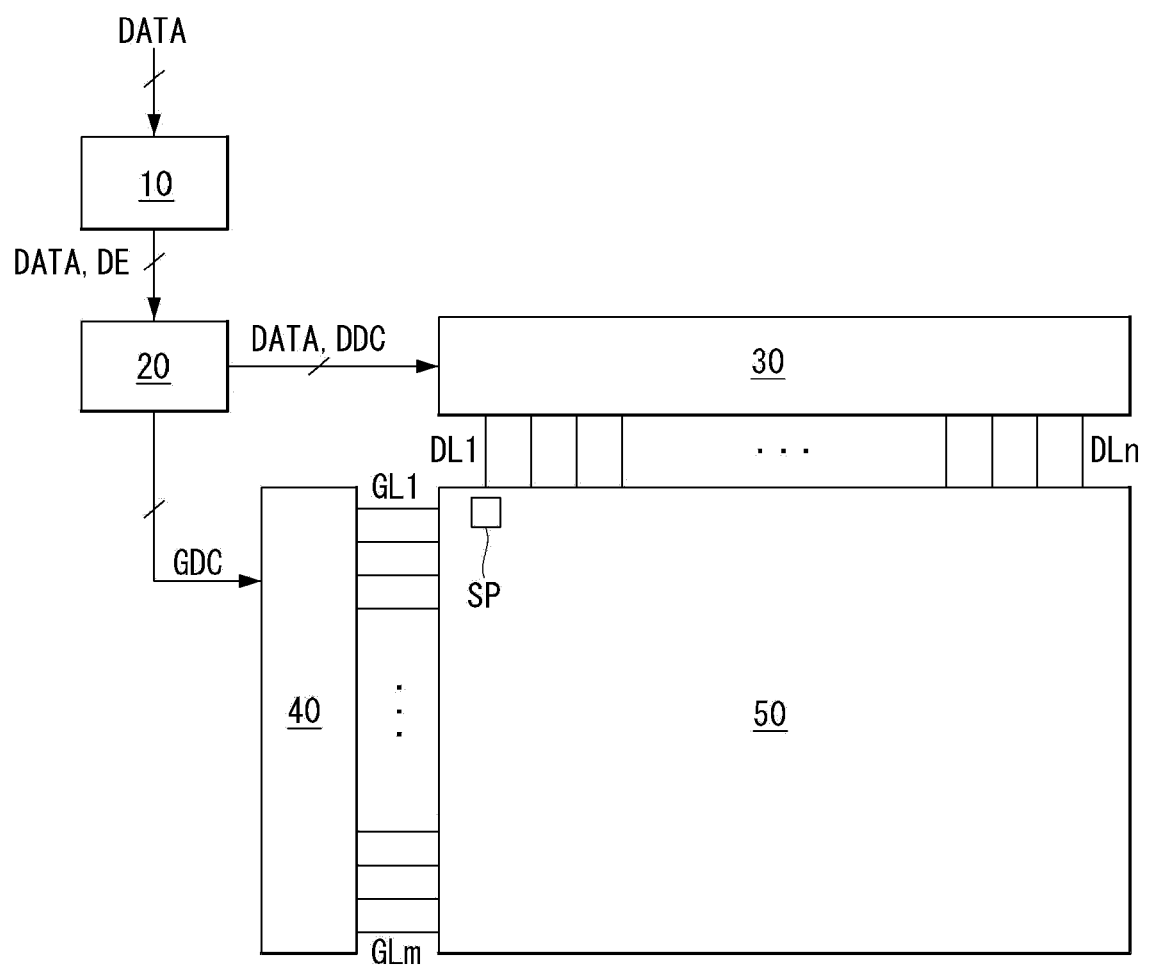 DATA
10
DATA, DE
20
DATA, DDC
30
DL1
...
DLn
GL1
GDC
SP
40
50
GLm